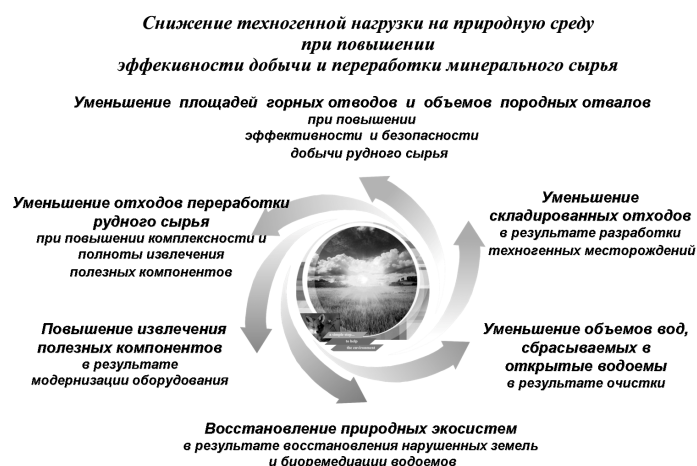 Снижение техногенной нагрузки на природную среду
при повышении
эффекивности добычи и переработки минерального сырья
Уменьшение площадей горных отводов и объемов породных отвалов
при повышении
эффективности и безопасности
добычи рудного сырья
Уменьшение отходов переработки
рудного сырья
при повышении комплексности и
полноты извлечения
полезных компонентов
Уменьшение
складированных отходов
в результате разработки
техногенных месторождений
Повышение извлечения
полезных компонентов
в результате
модернизации оборудования
Уменьшение объемов вод,
сбрасываемых в
открытые водоемы
в результате очистки
Восстановление природных экосистем
в результате восстановления нарушенных земель
и биоремедиации водоемов